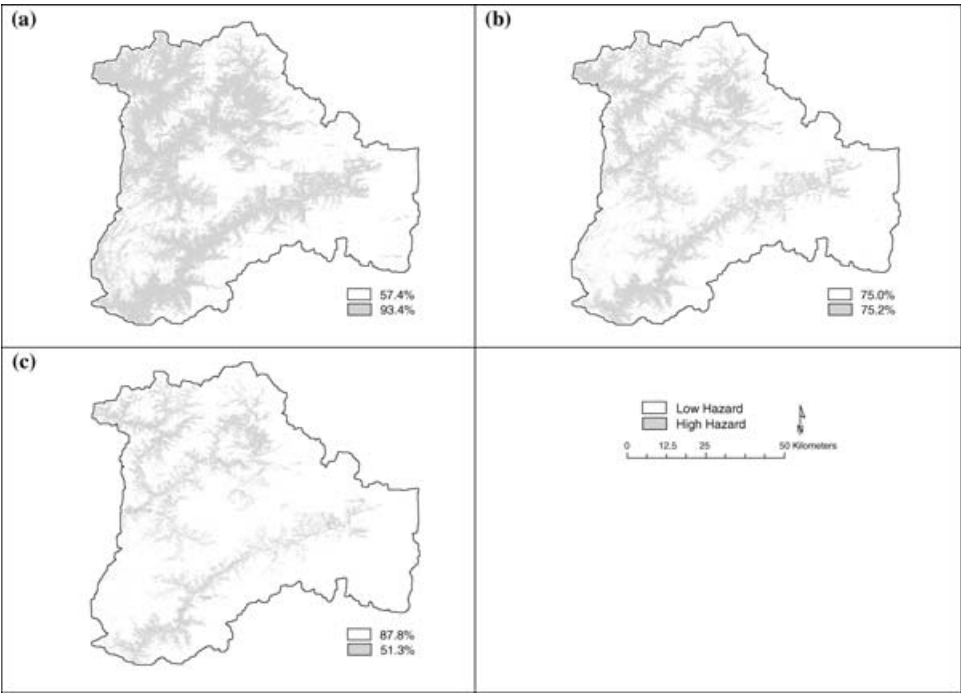 (a)
57.4%
93.4%
(b)
75.0%
75.2%
(c)
87.8%
51.3%
Low Hazard
High Hazard
N
0 12.5 25 50 Kilometers